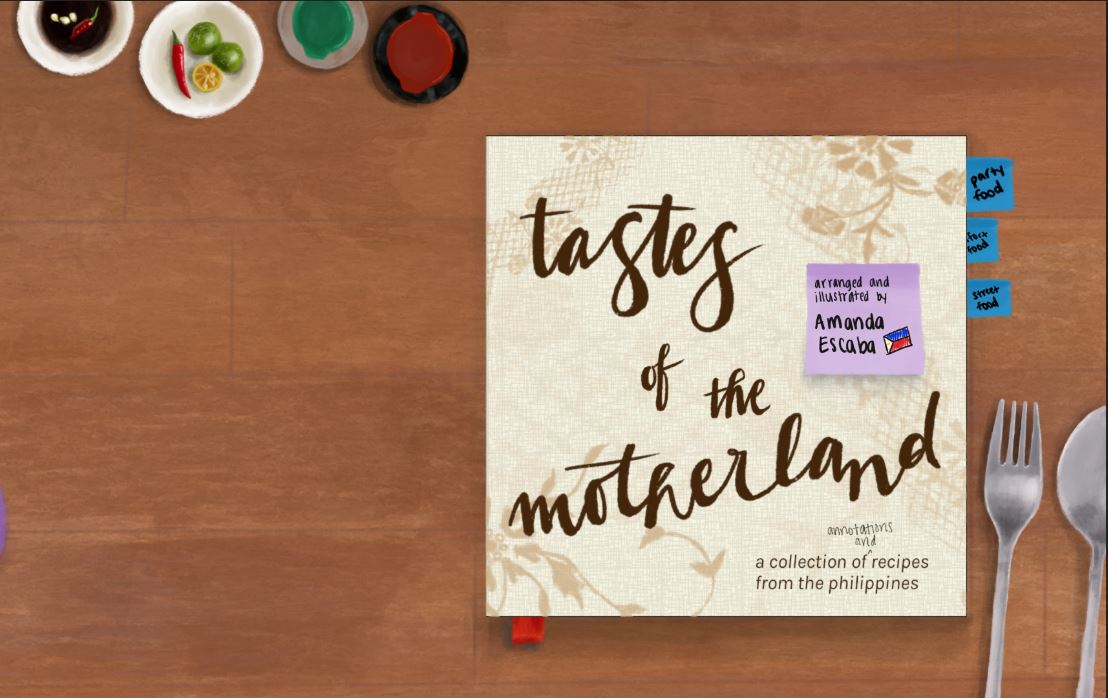 tastes
of the
motherland
arranged and
illustrated by
Amanda
Escaba
annotations
and
a collection of ^ recipes
from the philippines
party
food
food
street
food